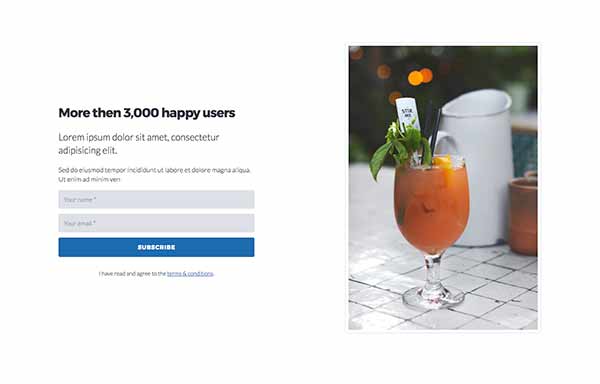 More then 3,000 happy users
Lorem ipsum dolor sit amet, consectetur
adipisicing elit.
Sed do eiusmod tempor incididunt ut labore et dolore magna aliqua.
Ut enim ad minim ven
Your name *
Your email *
SUBSCRIBE
I have read and agree to the terms & conditions.